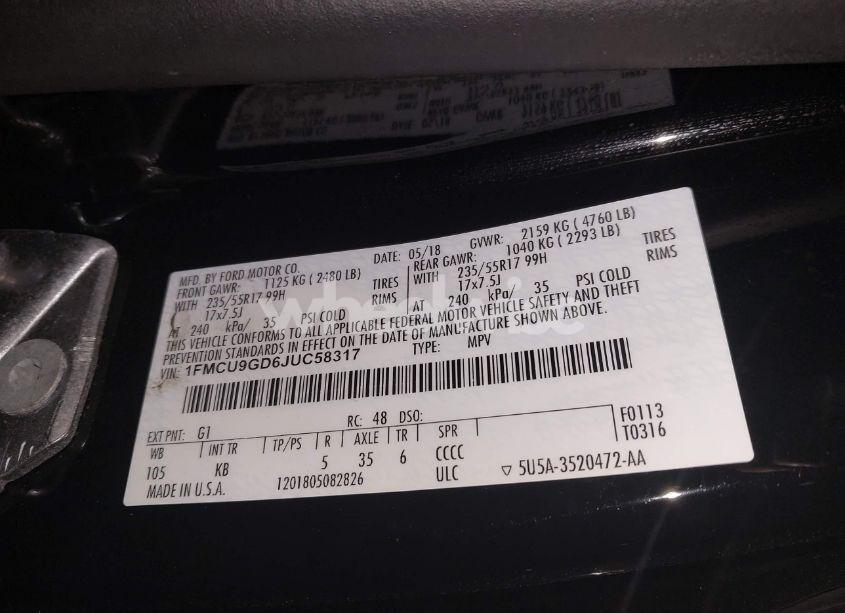 MFD. BY FORD MOTOR CO. DATE: 05/18 GVWR: 2159 KG ( 4760 LB)
FRONT GAWR: 1125 KG ( 2480 LB) REAR GAWR: 1040 KG ( 2293 LB)
WITH 235/55R17 99H TIRES WITH 235/55R17 99H TIRES
17x7.5J RIMS 17x7.5J RIMS
AT 240 kPa/ 35 PSI COLD AT 240 kPa/ 35 PSI COLD
THIS VEHICLE CONFORMS TO ALL APPLICABLE FEDERAL MOTOR VEHICLE SAFETY AND THEFT
PREVENTION STANDARDS IN EFFECT ON THE DATE OF MANUFACTURE SHOWN ABOVE.
VIN: 1FMCU9GD6JUC58317 TYPE: MPV
EXT PNT: G1 RC: 48 DSO: F0113
WB INT TR TP/PS R AXLE TR SPR T0316
105 KB 5 35 6 CCCC
MADE IN U.S.A. 1201805082826 ULC 5U5A-3520472-AA